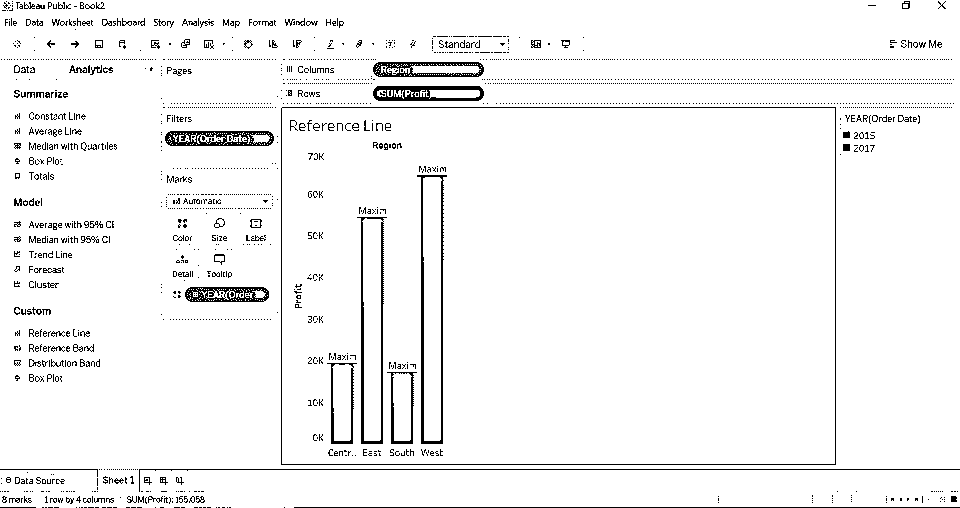 Tableau Public - Book2
File Data Worksheet Dashboard Story Analysis Map Format Window Help
Standard
Show Me
Data Analytics
Pages
Columns
Region
Rows
SUM(Profit)
Summarize
Constant Line
Average Line
Median with Quartiles
Box Plot
Totals
Model
Average with 95% CI
Median with 95% CI
Trend Line
Forecast
Cluster
Custom
Reference Line
Reference Band
Distribution Band
Box Plot
Filters
YEAR(Order Date)
Marks
Automatic
Color Size Label
Detail Tooltip
YEAR(Order
Reference Line
Region
70K
60K
50K
40K
30K
20K
10K
0K
Profit
Maxim
Maxim
Maxim
Maxim
Centr.. East South West
YEAR(Order Date)
2015
2017
Data Source Sheet 1
8 marks 1 row by 4 columns SUM(Profit): 155,058